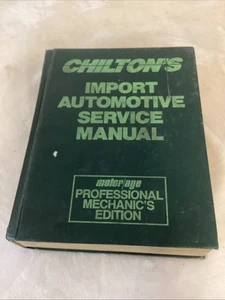 CHILTON'S
IMPORT
AUTOMOTIVE
SERVICE
MANUAL
motor/age
PROFESSIONAL
MECHANIC'S
EDITION